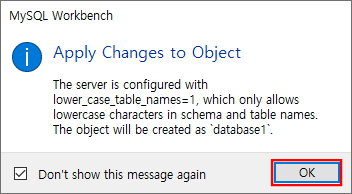 MySQL Workbench
Apply Changes to Object
The server is configured with
lower_case_table_names=1, which only allows
lowercase characters in schema and table names.
The object will be created as `database1`.
Don't show this message again
OK